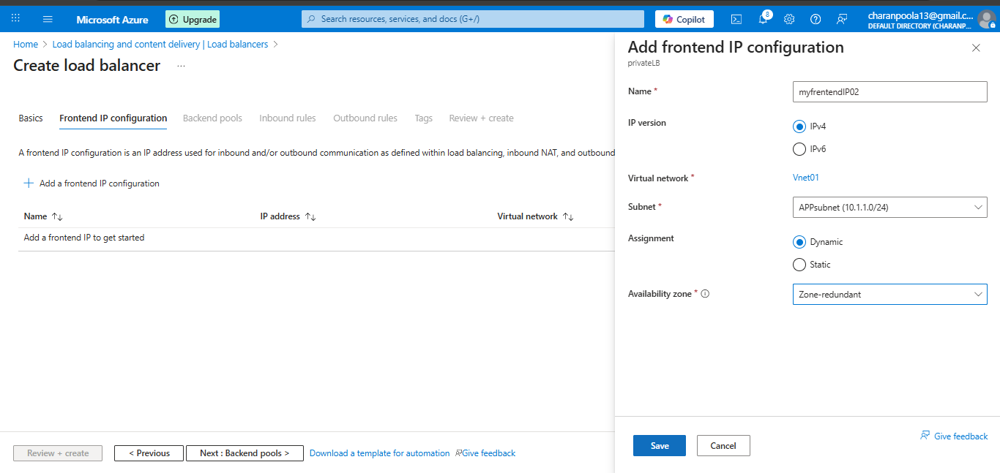 Microsoft Azure
Upgrade
Search resources, services, and docs (G+/)
Copilot
8
charanpoola13@gmail.c...
DEFAULT DIRECTORY (CHARANP...
Home > Load balancing and content delivery | Load balancers >
Create load balancer ...
Basics Frontend IP configuration Backend pools Inbound rules Outbound rules Tags Review + create
A frontend IP configuration is an IP address used for inbound and/or outbound communication as defined within load balancing, inbound NAT, and outbound
+ Add a frontend IP configuration
Name ↑↓ IP address ↑↓ Virtual network ↑↓
Add a frontend IP to get started
Review + create < Previous Next : Backend pools > Download a template for automation Give feedback
Add frontend IP configuration
privateLB
Name * myfrentendIP02
IP version IPv4
IPv6
Virtual network * Vnet01
Subnet * APPsubnet (10.1.1.0/24)
Assignment Dynamic
Static
Availability zone * Zone-redundant
Give feedback
Save Cancel